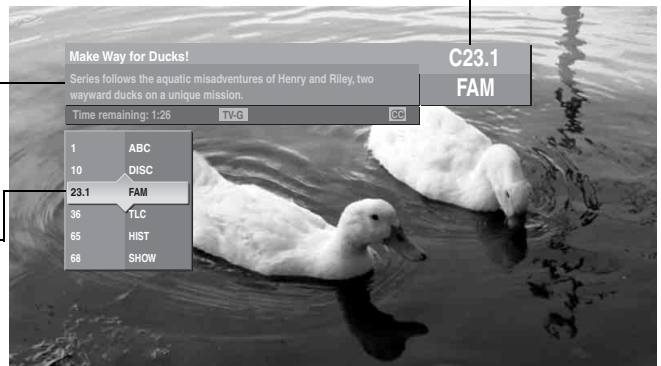 Make Way for Ducks!
C23.1
Series follows the aquatic misadventures of Henry and Riley, two
wayward ducks on a unique mission.
FAM
Time remaining: 1:26 TV-G CC
1 ABC
10 DISC
23.1 FAM
36 TLC
65 HIST
68 SHOW